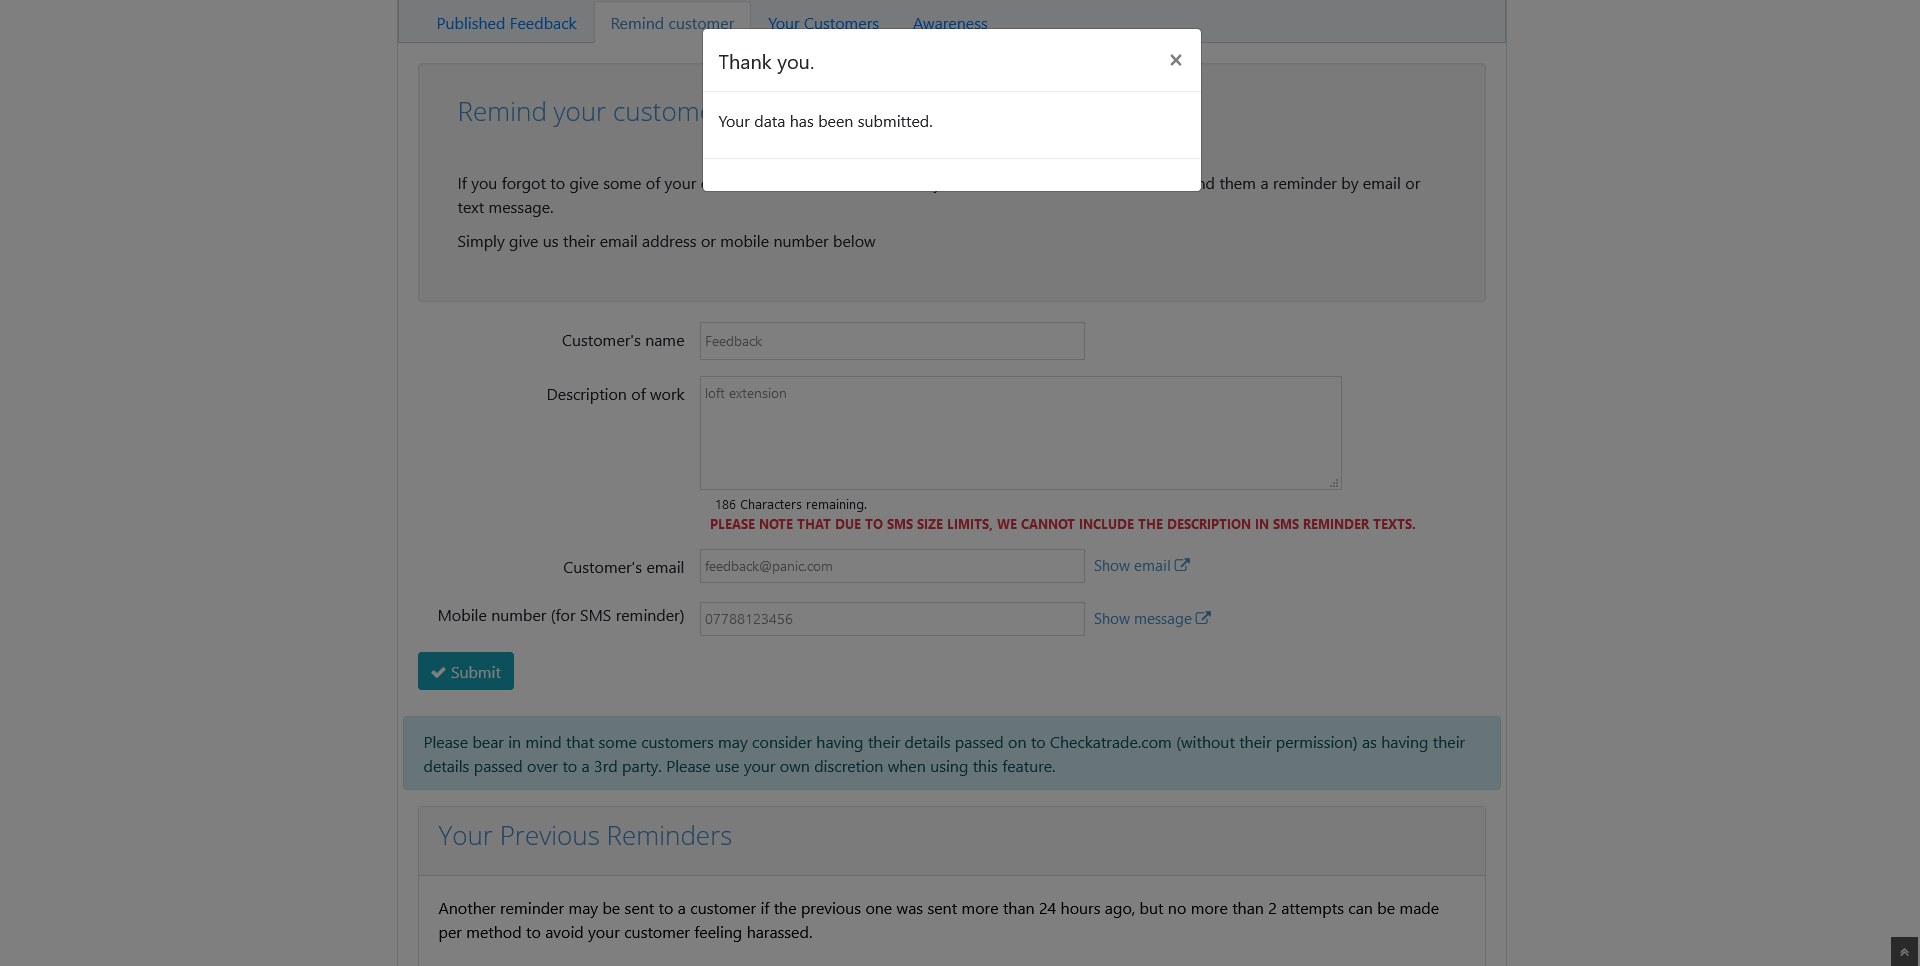 Published Feedback
Remind customer
Your Customers
Awareness
Thank you.
×
Your data has been submitted.
Remind your custom
If you forgot to give some of your
nd them a reminder by email or
text message.
Simply give us their email address or mobile number below
Customer's name
Feedback
Description of work
loft extension
186 Characters remaining.
PLEASE NOTE THAT DUE TO SMS SIZE LIMITS, WE CANNOT INCLUDE THE DESCRIPTION IN SMS REMINDER TEXTS.
Customer's email
feedback@panic.com
Show email
Mobile number (for SMS reminder)
07788123456
Show message
Submit
Please bear in mind that some customers may consider having their details passed on to Checkatrade.com (without their permission) as having their
details passed over to a 3rd party. Please use your own discretion when using this feature.
Your Previous Reminders
Another reminder may be sent to a customer if the previous one was sent more than 24 hours ago, but no more than 2 attempts can be made
per method to avoid your customer feeling harassed.